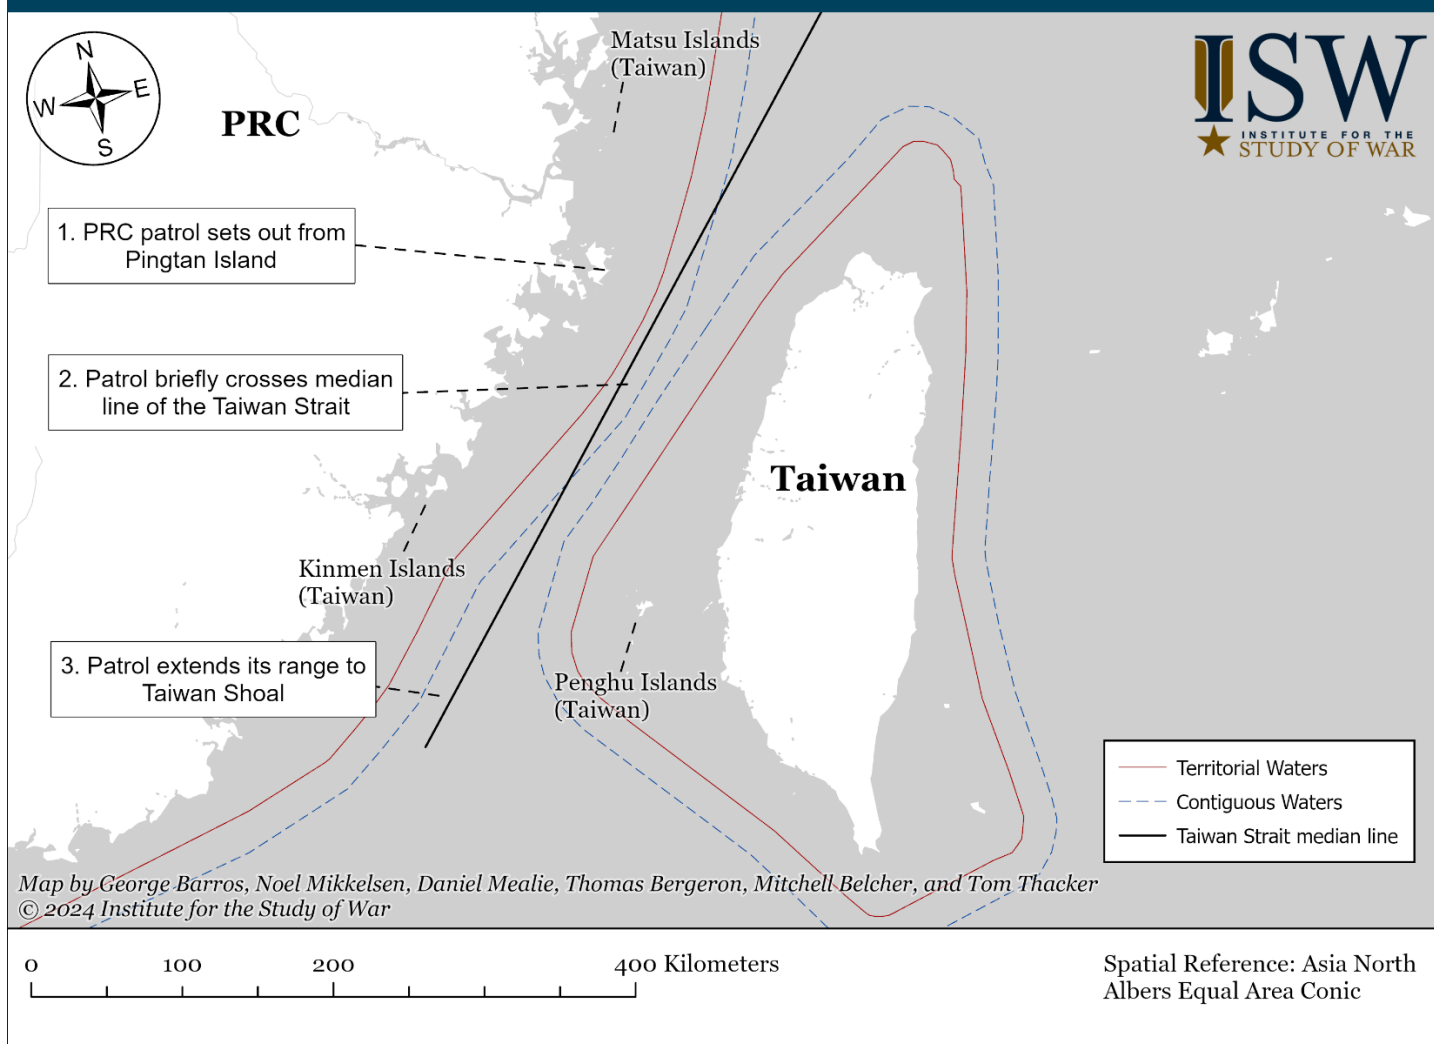 Matsu Islands
(Taiwan)
N
W
E
S
PRC
ISW
INSTITUTE FOR THE
STUDY OF WAR
1. PRC patrol sets out from
Pingtan Island
2. Patrol briefly crosses median
line of the Taiwan Strait
Taiwan
Kinmen Islands
(Taiwan)
3. Patrol extends its range to
Taiwan Shoal
Penghu Islands
(Taiwan)
Territorial Waters
Contiguous Waters
Taiwan Strait median line
Map by George Barros, Noel Mikkelsen, Daniel Mealie, Thomas Bergeron, Mitchell Belcher, and Tom Thacker
© 2024 Institute for the Study of War
0 100 200 400 Kilometers
Spatial Reference: Asia North
Albers Equal Area Conic